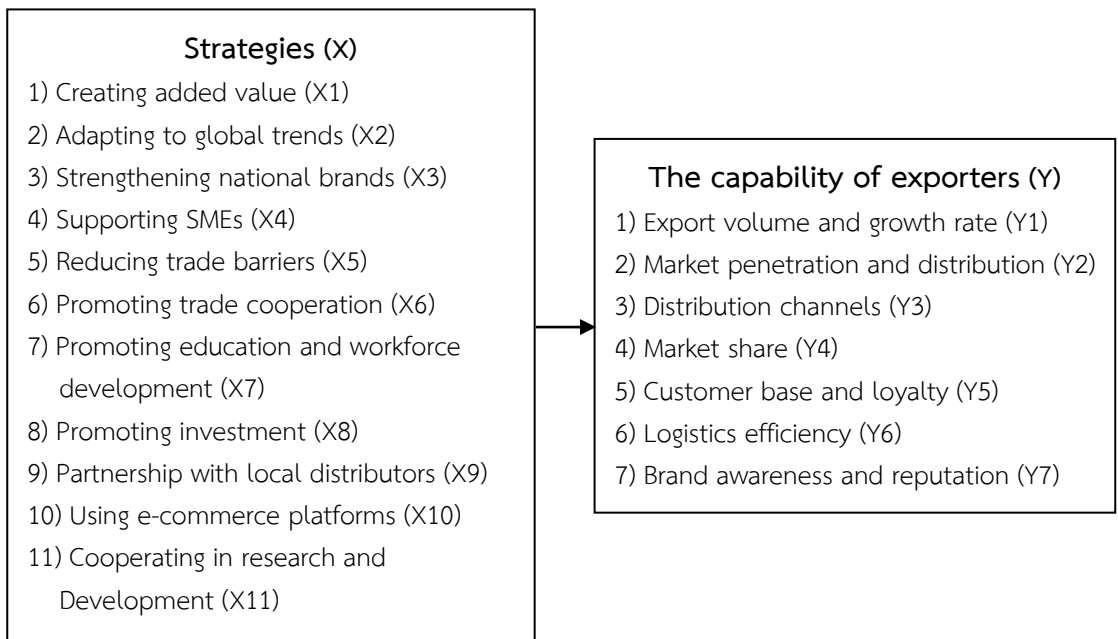 Strategies (X)
1) Creating added value (X1)
2) Adapting to global trends (X2)
3) Strengthening national brands (X3)
4) Supporting SMEs (X4)
5) Reducing trade barriers (X5)
6) Promoting trade cooperation (X6)
7) Promoting education and workforce
development (X7)
8) Promoting investment (X8)
9) Partnership with local distributors (X9)
10) Using e-commerce platforms (X10)
11) Cooperating in research and
Development (X11)
The capability of exporters (Y)
1) Export volume and growth rate (Y1)
2) Market penetration and distribution (Y2)
3) Distribution channels (Y3)
4) Market share (Y4)
5) Customer base and loyalty (Y5)
6) Logistics efficiency (Y6)
7) Brand awareness and reputation (Y7)